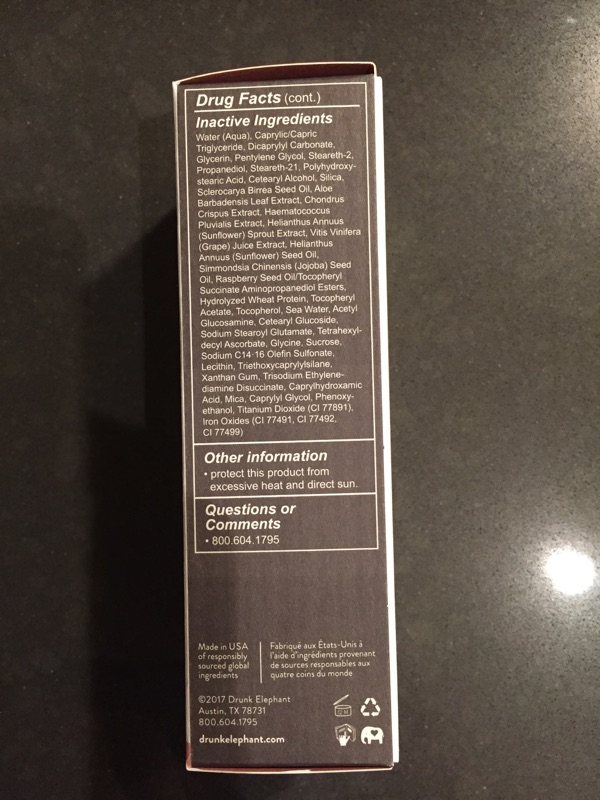 Drug Facts (cont.)
Inactive Ingredients
Water (Aqua), Caprylic/Capric
Triglyceride, Dicaprylyl Carbonate,
Glycerin, Pentylene Glycol, Steareth-2,
Propanediol, Steareth-21, Polyhydroxy-
stearic Acid, Cetearyl Alcohol, Silica,
Sclerocarya Birrea Seed Oil, Aloe
Barbadensis Leaf Extract, Chondrus
Crispus Extract, Haematococcus
Pluvialis Extract, Helianthus Annuus
(Sunflower) Sprout Extract, Vitis Vinifera
(Grape) Juice Extract, Helianthus
Annuus (Sunflower) Seed Oil,
Simmondsia Chinensis (Jojoba) Seed
Oil, Raspberry Seed Oil/Tocopheryl
Succinate Aminopropanediol Esters,
Hydrolyzed Wheat Protein, Tocopheryl
Acetate, Tocopherol, Sea Water, Acetyl
Glucosamine, Cetearyl Glucoside,
Sodium Stearoyl Glutamate, Tetrahexyl-
decyl Ascorbate, Glycine, Sucrose,
Sodium C14-16 Olefin Sulfonate,
Lecithin, Triethoxycaprylylsilane,
Xanthan Gum, Trisodium Ethylene-
diamine Disuccinate, Caprylhydroxamic
Acid, Mica, Caprylyl Glycol, Phenoxy-
ethanol, Titanium Dioxide (CI 77891),
Iron Oxides (CI 77491, CI 77492,
CI 77499)
Other information
• protect this product from
excessive heat and direct sun.
Questions or
Comments
• 800.604.1795
Made in USA
of responsibly
sourced global
ingredients
Fabriqué aux États-Unis à
l'aide d'ingrédients provenant
de sources responsables aux
quatre coins du monde
©2017 Drunk Elephant
Austin, TX 78731
800.604.1795
drunkelephant.com